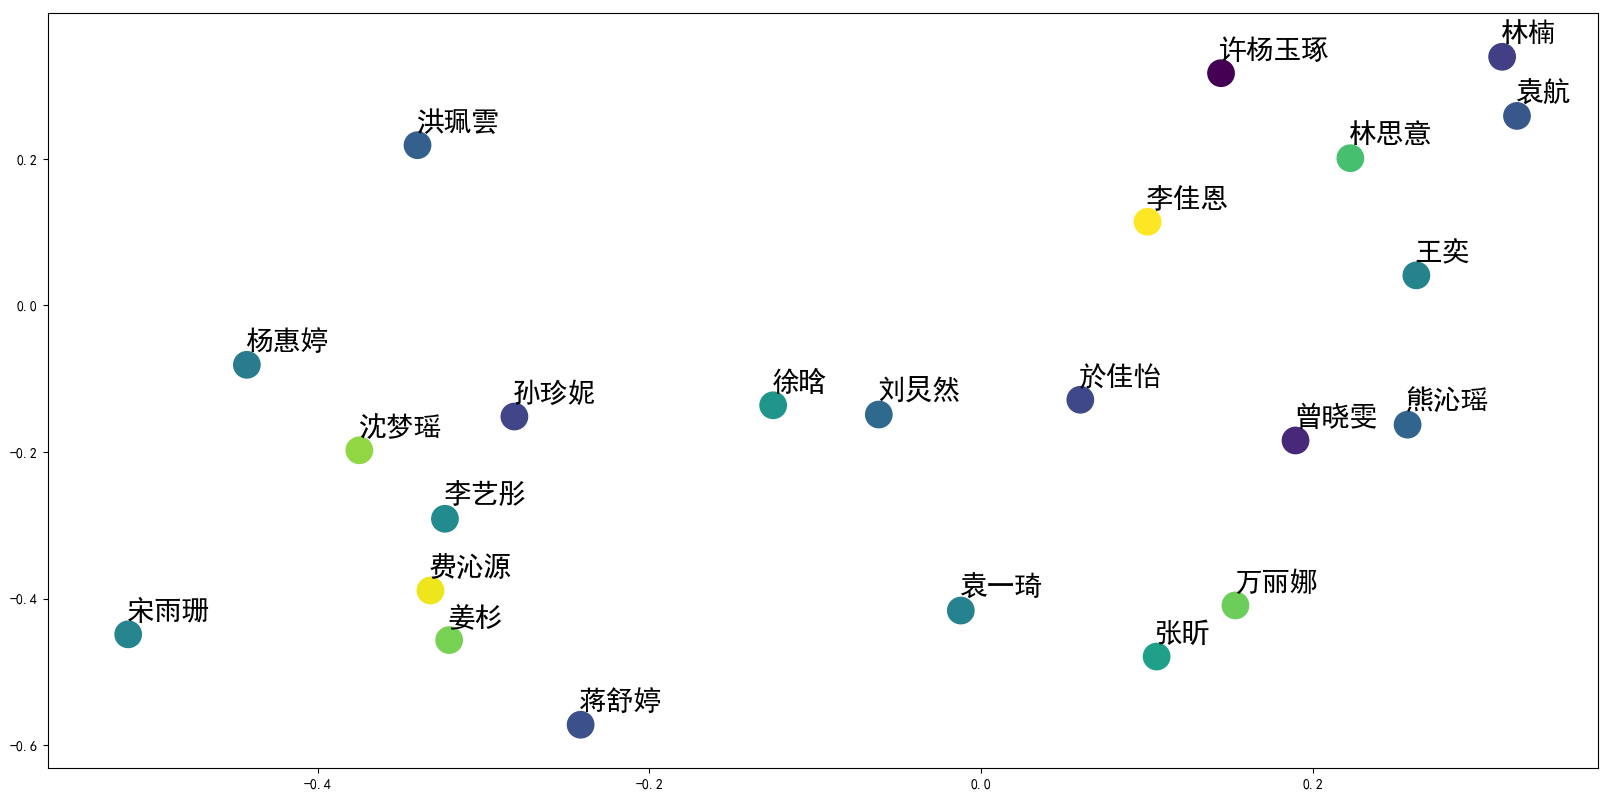 林楠
许杨玉琢
袁航
洪珮雲
林思意
0.2
李佳恩
王奕
0.0
杨惠婷
徐晗
於佳怡
孙珍妮
刘炅然
熊沁瑶
曾晓雯
沈梦瑶
-0.2
李艺彤
费沁源
万丽娜
袁一琦
-0.4
宋雨珊
姜杉
张昕
蒋舒婷
-0.6
-0.4 -0.2 0.0 0.2